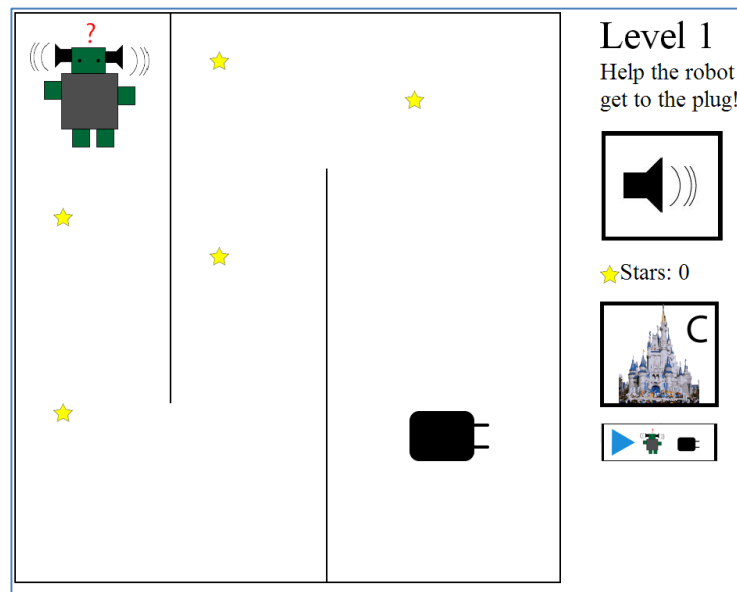 ?
Level 1
Help the robot
get to the plug!
Stars: 0
C